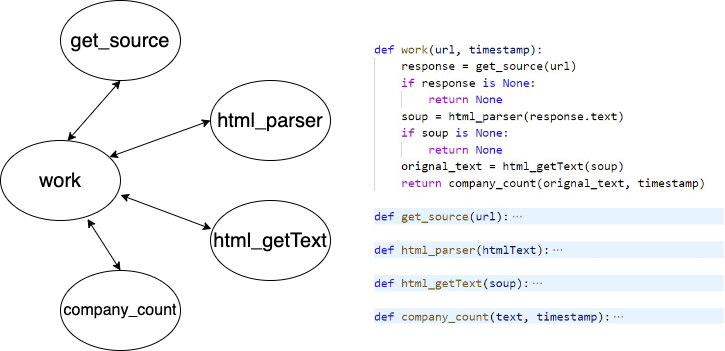 get_source
html_parser
work
html_getText
company_count
def work(url, timestamp):
response = get_source(url)
if response is None:
return None
soup = html_parser(response.text)
if soup is None:
return None
orignal_text = html_getText(soup)
return company_count(orignal_text, timestamp)
def get_source(url): ···
def html_parser(htmlText): ···
def html_getText(soup): ···
def company_count(text, timestamp): ···